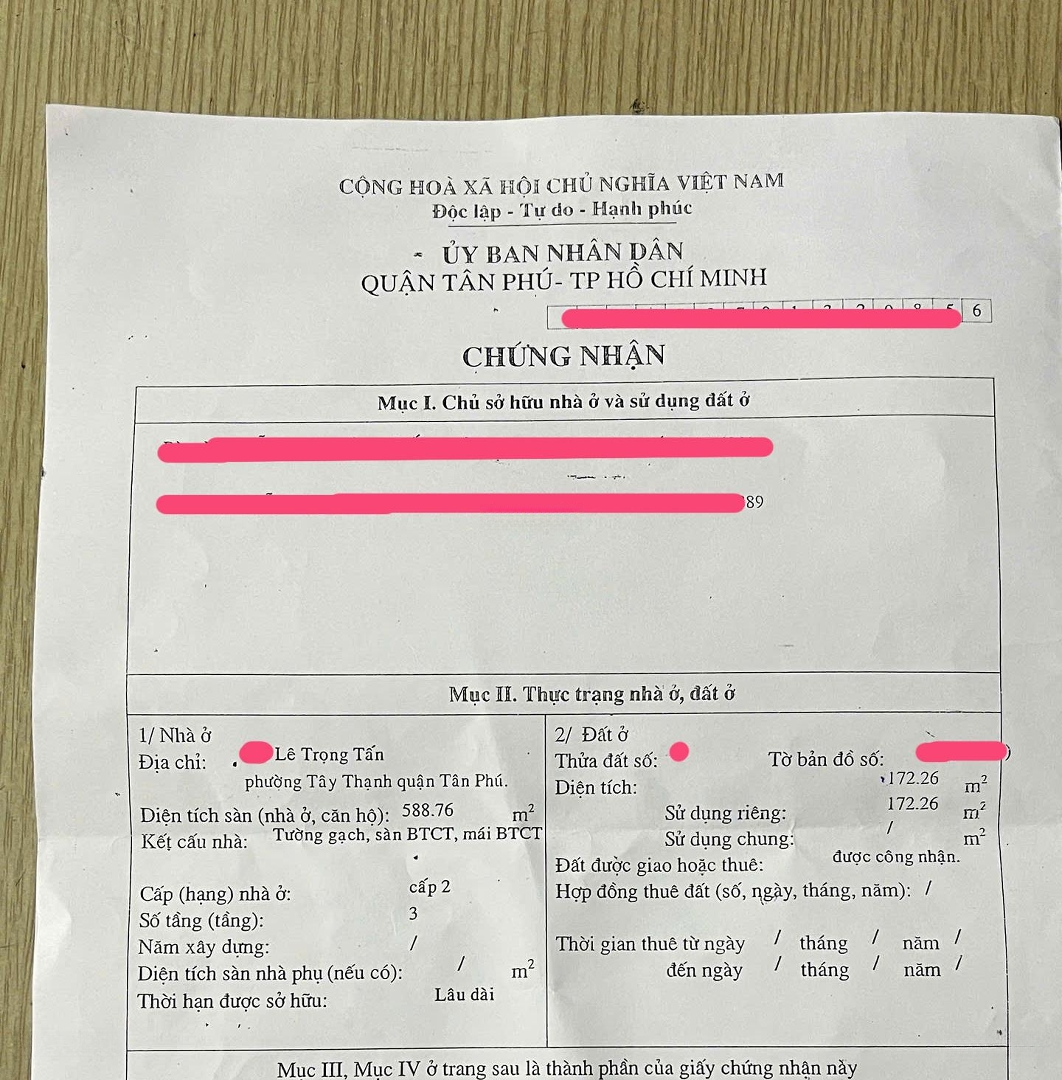 CỘNG HOÀ XÃ HỘI CHỦ NGHĨA VIỆT NAM
Độc lập - Tự do - Hạnh phúc
ỦY BAN NHÂN DÂN
QUẬN TÂN PHÚ- TP HỒ CHÍ MINH
6
CHỨNG NHẬN
Mục I. Chủ sở hữu nhà ở và sử dụng đất ở
89
Mục II. Thực trạng nhà ở, đất ở
1/ Nhà ở
Địa chỉ: Lê Trọng Tấn
phường Tây Thạnh quận Tân Phú.
Diện tích sàn (nhà ở, căn hộ): 588.76 m²
Kết cấu nhà: Tường gạch, sàn BTCT, mái BTCT
Cấp (hạng) nhà ở: cấp 2
Số tầng (tầng): 3
Năm xây dựng: /
Diện tích sàn nhà phụ (nếu có): / m²
Thời hạn được sở hữu: Lâu dài
2/ Đất ở
Thửa đất số: Tờ bản đồ số:
Diện tích: 172.26 m²
Sử dụng riêng: 172.26 m²
Sử dụng chung: / m²
Đất được giao hoặc thuê: được công nhận.
Hợp đồng thuê đất (số, ngày, tháng, năm): /
Thời gian thuê từ ngày / tháng / năm /
đến ngày / tháng / năm /
Mục III, Mục IV ở trang sau là thành phần của giấy chứng nhận này